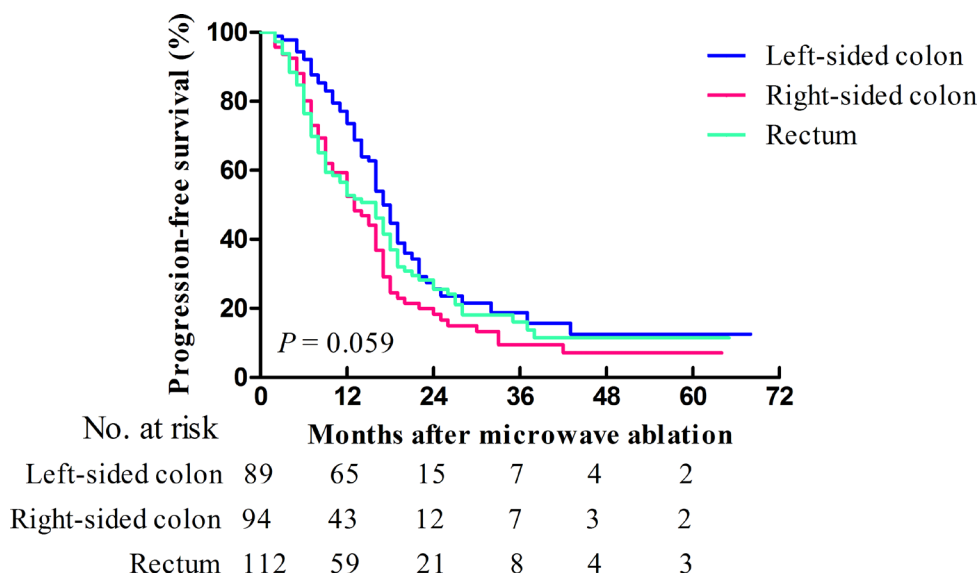 Progression-free survival (%)
100
80
60
40
20
0
Left-sided colon
Right-sided colon
Rectum
P = 0.059
0 12 24 36 48 60 72
Months after microwave ablation
No. at risk
Left-sided colon 89 65 15 7 4 2
Right-sided colon 94 43 12 7 3 2
Rectum 112 59 21 8 4 3